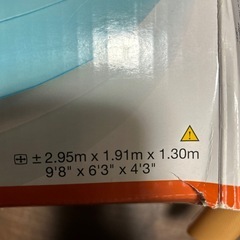 ± 2.95m x 1.91m x 1.30m
9'8" x 6'3" x 4'3"